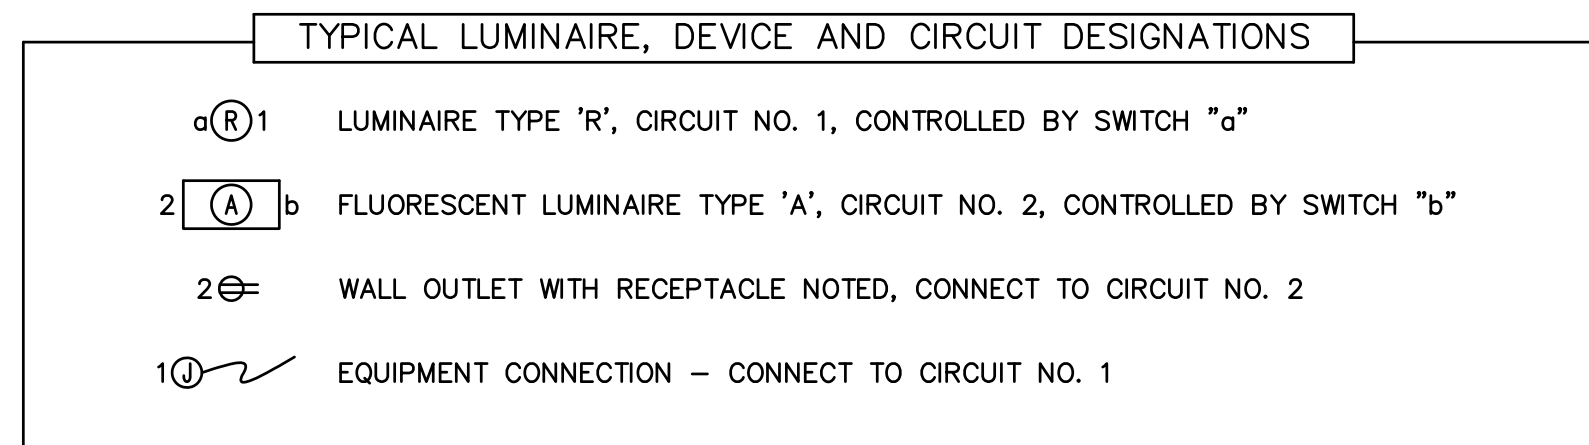 TYPICAL LUMINAIRE, DEVICE AND CIRCUIT DESIGNATIONS
a R 1 LUMINAIRE TYPE 'R', CIRCUIT NO. 1, CONTROLLED BY SWITCH "a"
2 A b FLUORESCENT LUMINAIRE TYPE 'A', CIRCUIT NO. 2, CONTROLLED BY SWITCH "b"
2 WALL OUTLET WITH RECEPTACLE NOTED, CONNECT TO CIRCUIT NO. 2
1 J EQUIPMENT CONNECTION – CONNECT TO CIRCUIT NO. 1